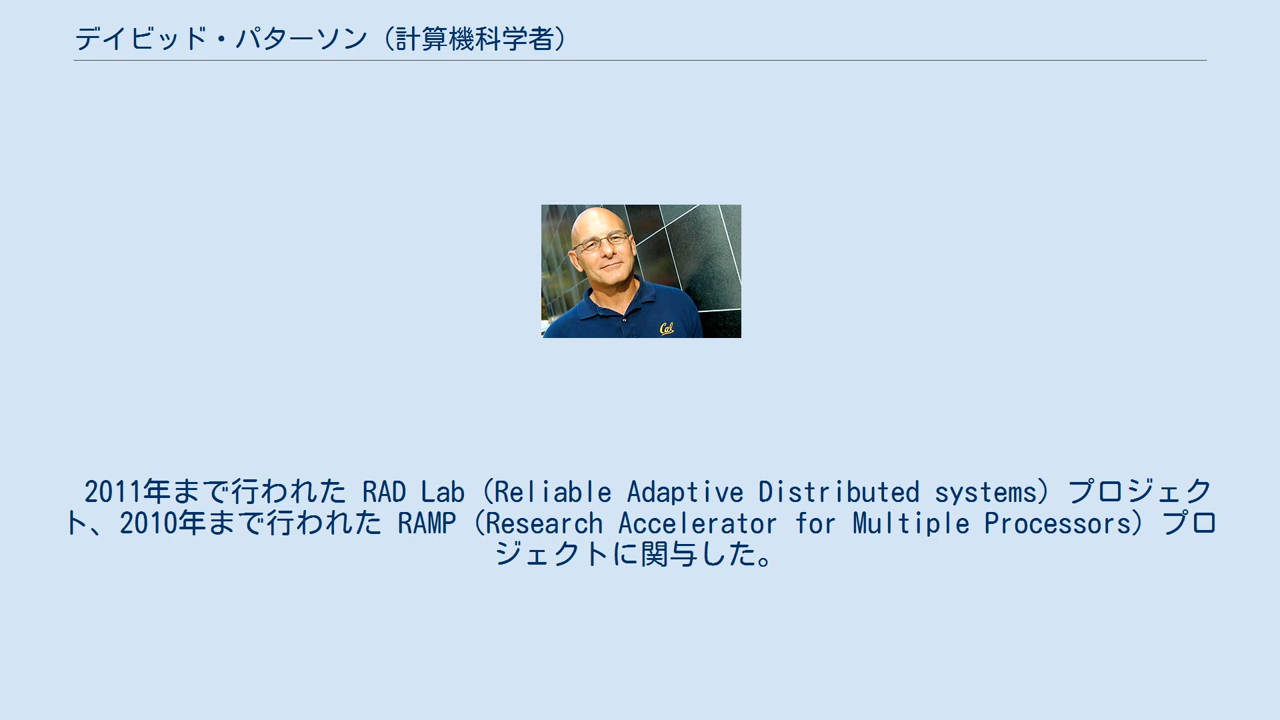 デイビッド・パターソン（計算機科学者）
Cal
2011年まで行われた RAD Lab（Reliable Adaptive Distributed systems）プロジェク
ト、2010年まで行われた RAMP（Research Accelerator for Multiple Processors）プロ
ジェクトに関与した。